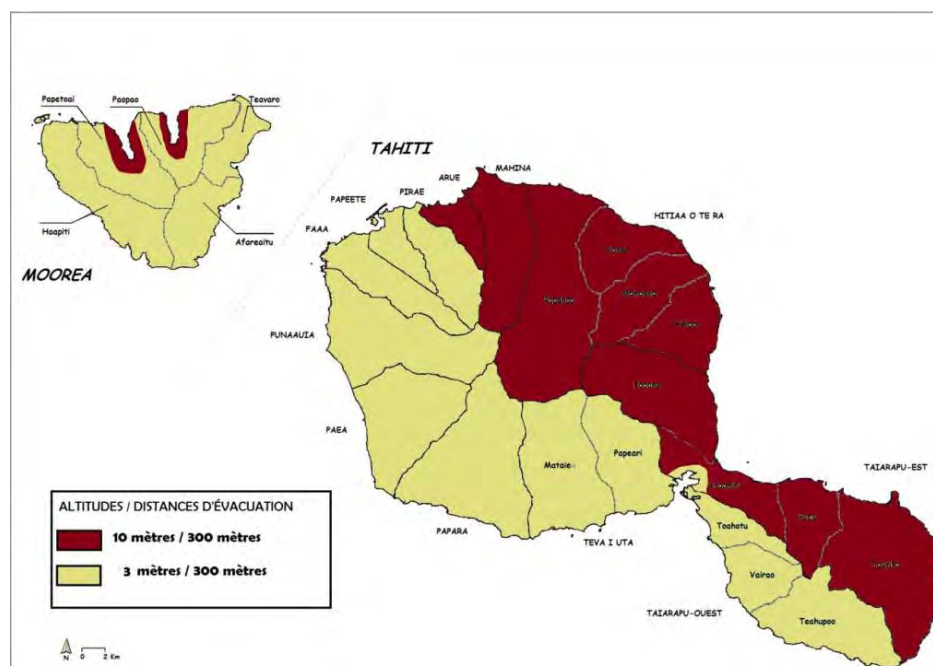 Papetoai
Paopao
Teavaro
Haapiti
Afareaitu
MOOREA
TAHITI
MAHINA
ARUE
PIRAE
PAPEETE
FAAA
HITIAA O TE RA
PUNAAUIA
PAEA
Papeari
PAPARA
TEVA I UTA
TAIARAPU-EST
Toahotu
Vairao
Teahupoo
TAIARAPU-OUEST
ALTITUDES / DISTANCES D'ÉVACUATION
10 mètres / 300 mètres
3 mètres / 300 mètres
N 0 2 Km